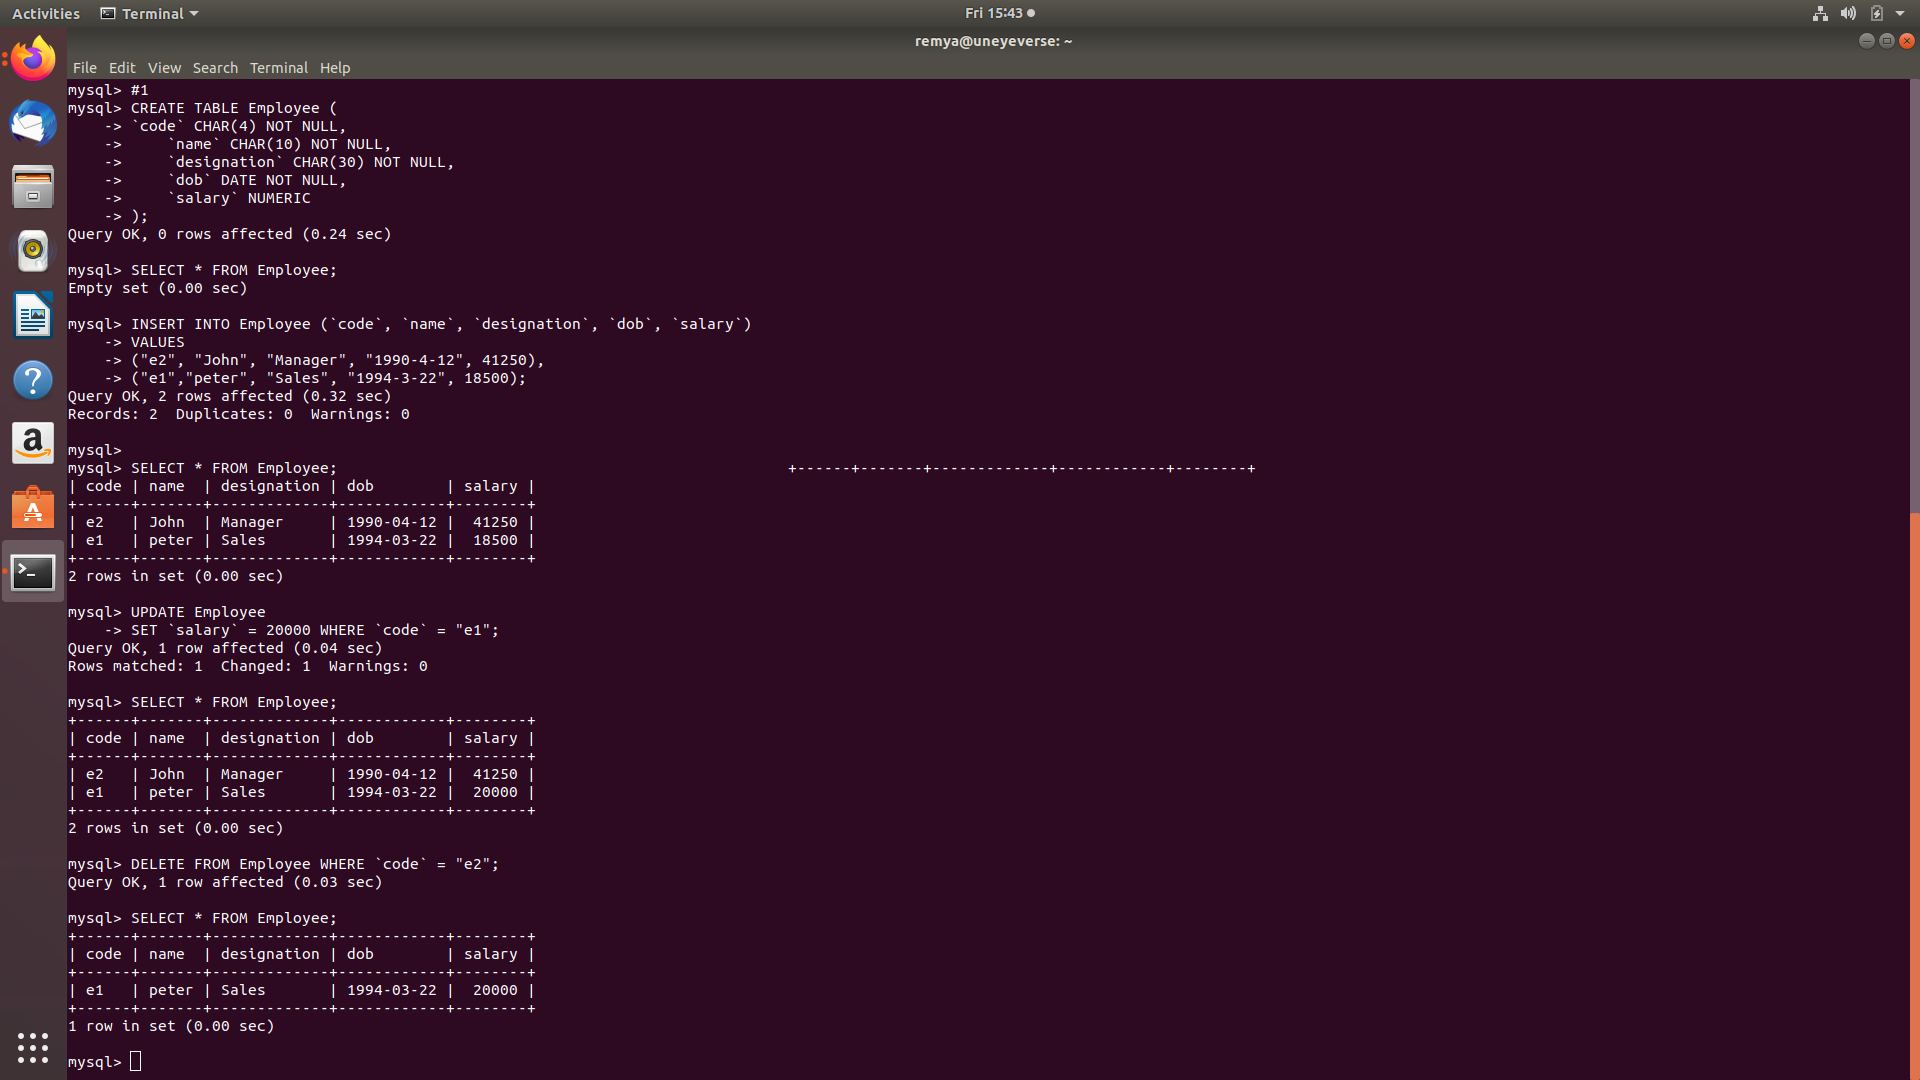 Activities Terminal Fri 15:43
remya@uneyeverse: ~
File Edit View Search Terminal Help
mysql> #1
mysql> CREATE TABLE Employee (
    -> `code` CHAR(4) NOT NULL,
    ->     `name` CHAR(10) NOT NULL,
    ->     `designation` CHAR(30) NOT NULL,
    ->     `dob` DATE NOT NULL,
    ->     `salary` NUMERIC
    -> );
Query OK, 0 rows affected (0.24 sec)

mysql> SELECT * FROM Employee;
Empty set (0.00 sec)

mysql> INSERT INTO Employee (`code`, `name`, `designation`, `dob`, `salary`)
    -> VALUES
    -> ("e2", "John", "Manager", "1990-4-12", 41250),
    -> ("e1","peter", "Sales", "1994-3-22", 18500);
Query OK, 2 rows affected (0.32 sec)
Records: 2  Duplicates: 0  Warnings: 0

mysql>
mysql> SELECT * FROM Employee;                                                  +------+-------+-------------+------------+--------+
| code | name  | designation | dob        | salary |
+------+-------+-------------+------------+--------+
| e2   | John  | Manager     | 1990-04-12 |  41250 |
| e1   | peter | Sales       | 1994-03-22 |  18500 |
+------+-------+-------------+------------+--------+
2 rows in set (0.00 sec)

mysql> UPDATE Employee
    -> SET `salary` = 20000 WHERE `code` = "e1";
Query OK, 1 row affected (0.04 sec)
Rows matched: 1  Changed: 1  Warnings: 0

mysql> SELECT * FROM Employee;
+------+-------+-------------+------------+--------+
| code | name  | designation | dob        | salary |
+------+-------+-------------+------------+--------+
| e2   | John  | Manager     | 1990-04-12 |  41250 |
| e1   | peter | Sales       | 1994-03-22 |  20000 |
+------+-------+-------------+------------+--------+
2 rows in set (0.00 sec)

mysql> DELETE FROM Employee WHERE `code` = "e2";
Query OK, 1 row affected (0.03 sec)

mysql> SELECT * FROM Employee;
+------+-------+-------------+------------+--------+
| code | name  | designation | dob        | salary |
+------+-------+-------------+------------+--------+
| e1   | peter | Sales       | 1994-03-22 |  20000 |
+------+-------+-------------+------------+--------+
1 row in set (0.00 sec)

mysql>